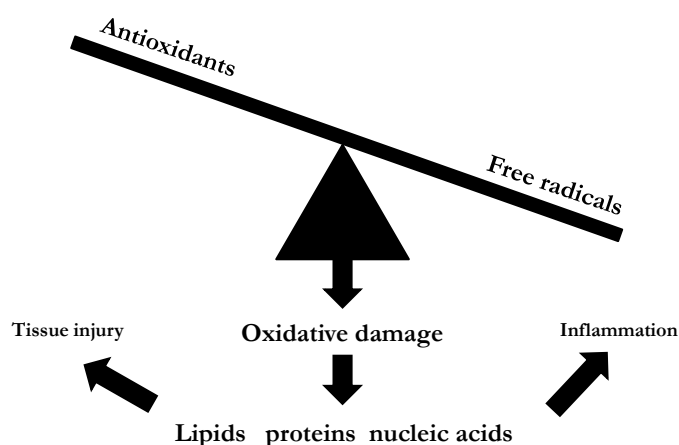 Antioxidants
Free radicals
Tissue injury
Oxidative damage
Inflammation
Lipids proteins nucleic acids